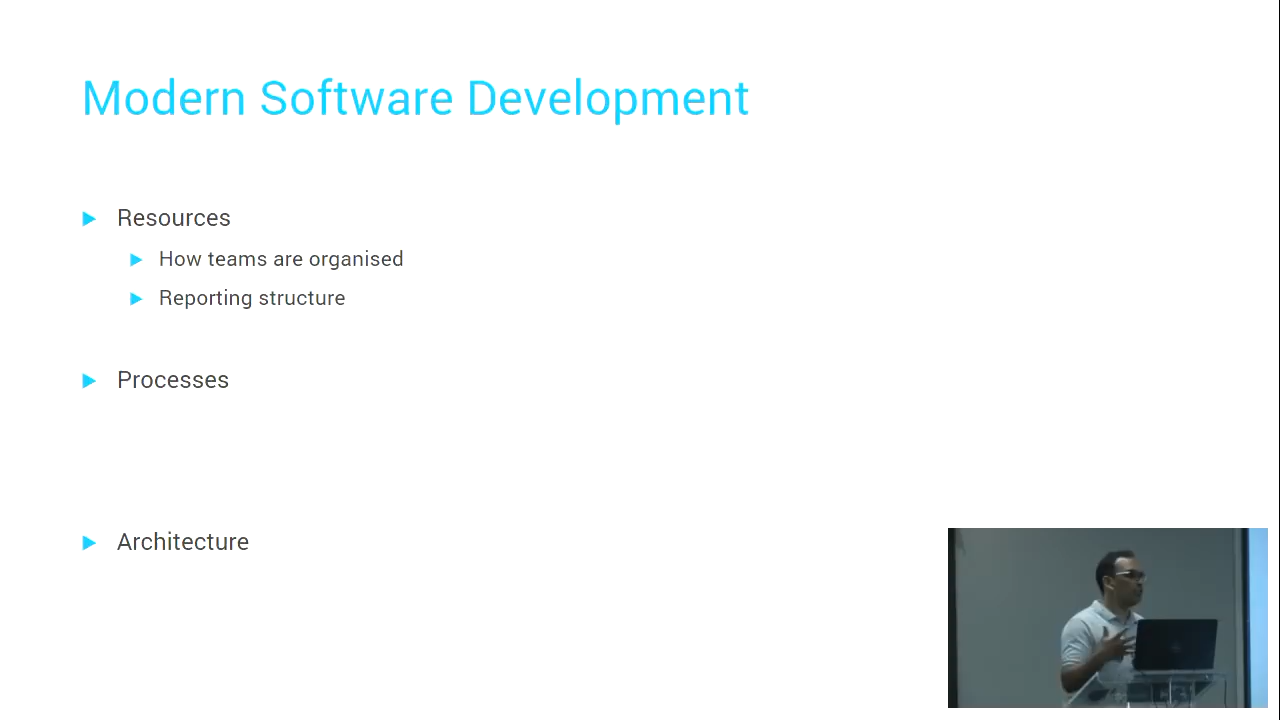 Modern Software Development
Resources
How teams are organised
Reporting structure
Processes
Architecture